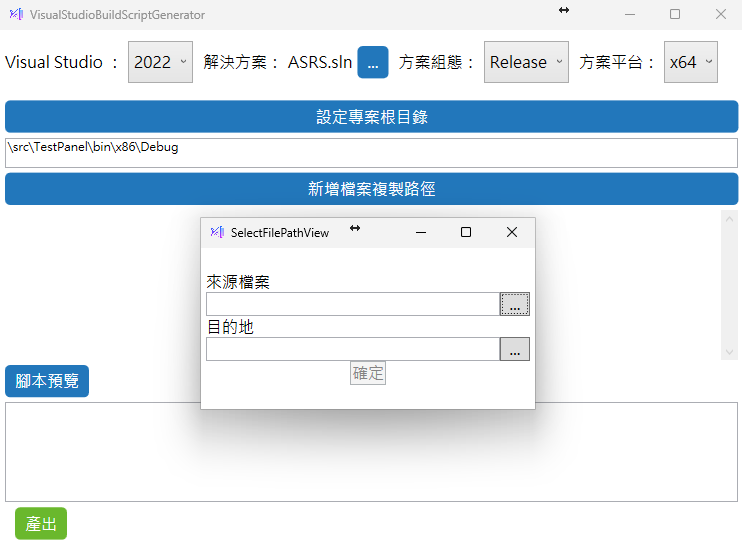 VisualStudioBuildScriptGenerator
Visual Studio ： 2022 解決方案： ASRS.sln ... 方案組態： Release 方案平台： x64
設定專案根目錄
\src\TestPanel\bin\x86\Debug
新增檔案複製路徑
SelectFilePathView
來源檔案
...
目的地
...
確定
腳本預覽
產出